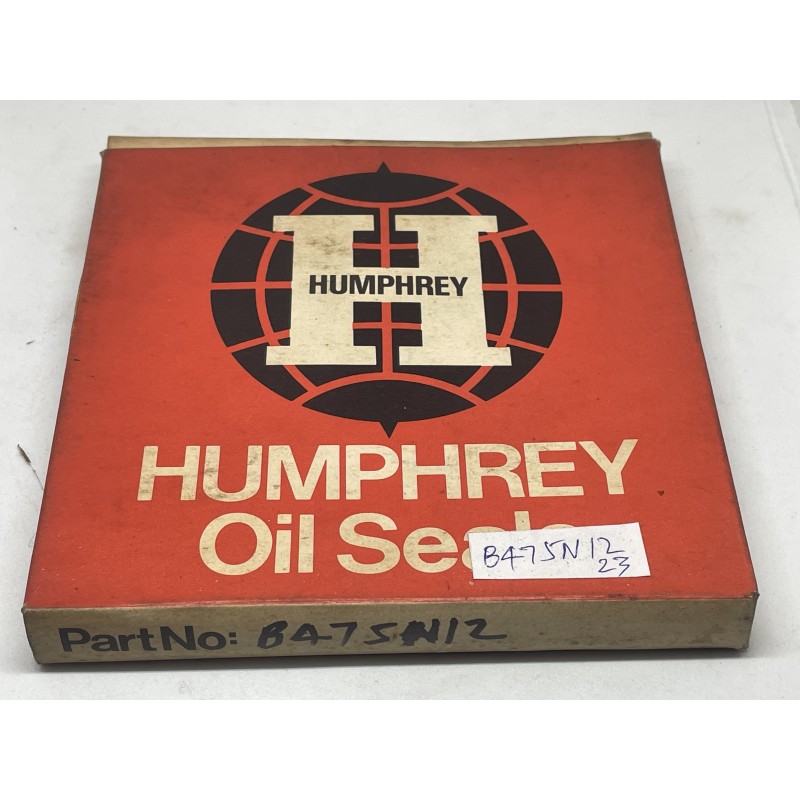 H
HUMPHREY
HUMPHREY
Oil Seals
B475N12
23
Part No: B475N12